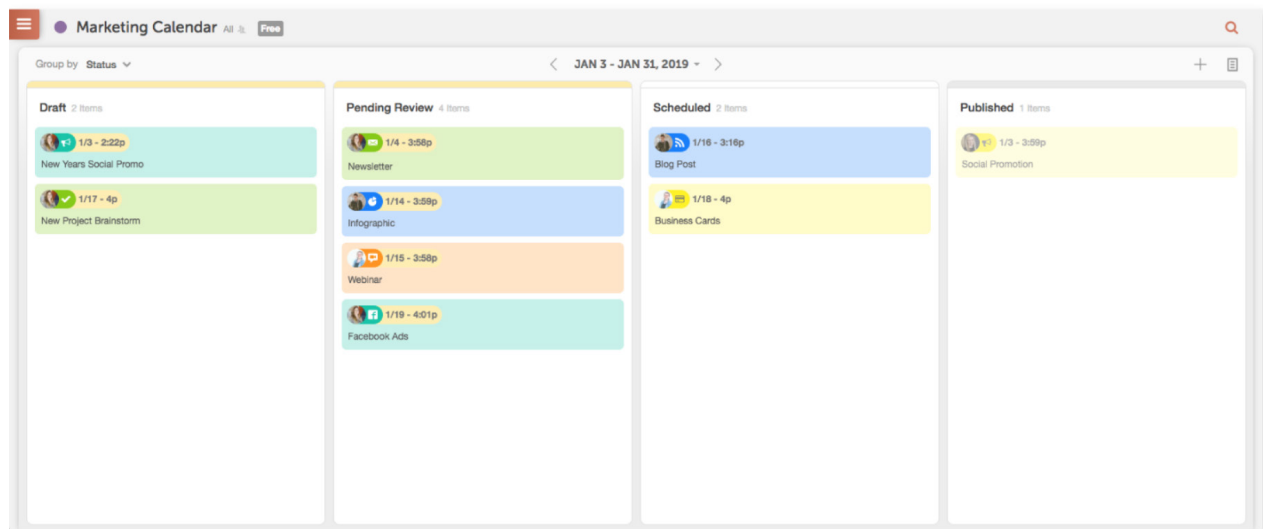 Marketing Calendar All Free
Group by Status
JAN 3 - JAN 31, 2019
Draft 2 Items
1/3 - 2:22p
New Years Social Promo
1/17 - 4p
New Project Brainstorm
Pending Review 4 Items
1/4 - 3:58p
Newsletter
1/14 - 3:59p
Infographic
1/15 - 3:58p
Webinar
1/19 - 4:01p
Facebook Ads
Scheduled 2 Items
1/16 - 3:16p
Blog Post
1/18 - 4p
Business Cards
Published 1 Items
1/3 - 3:59p
Social Promotion